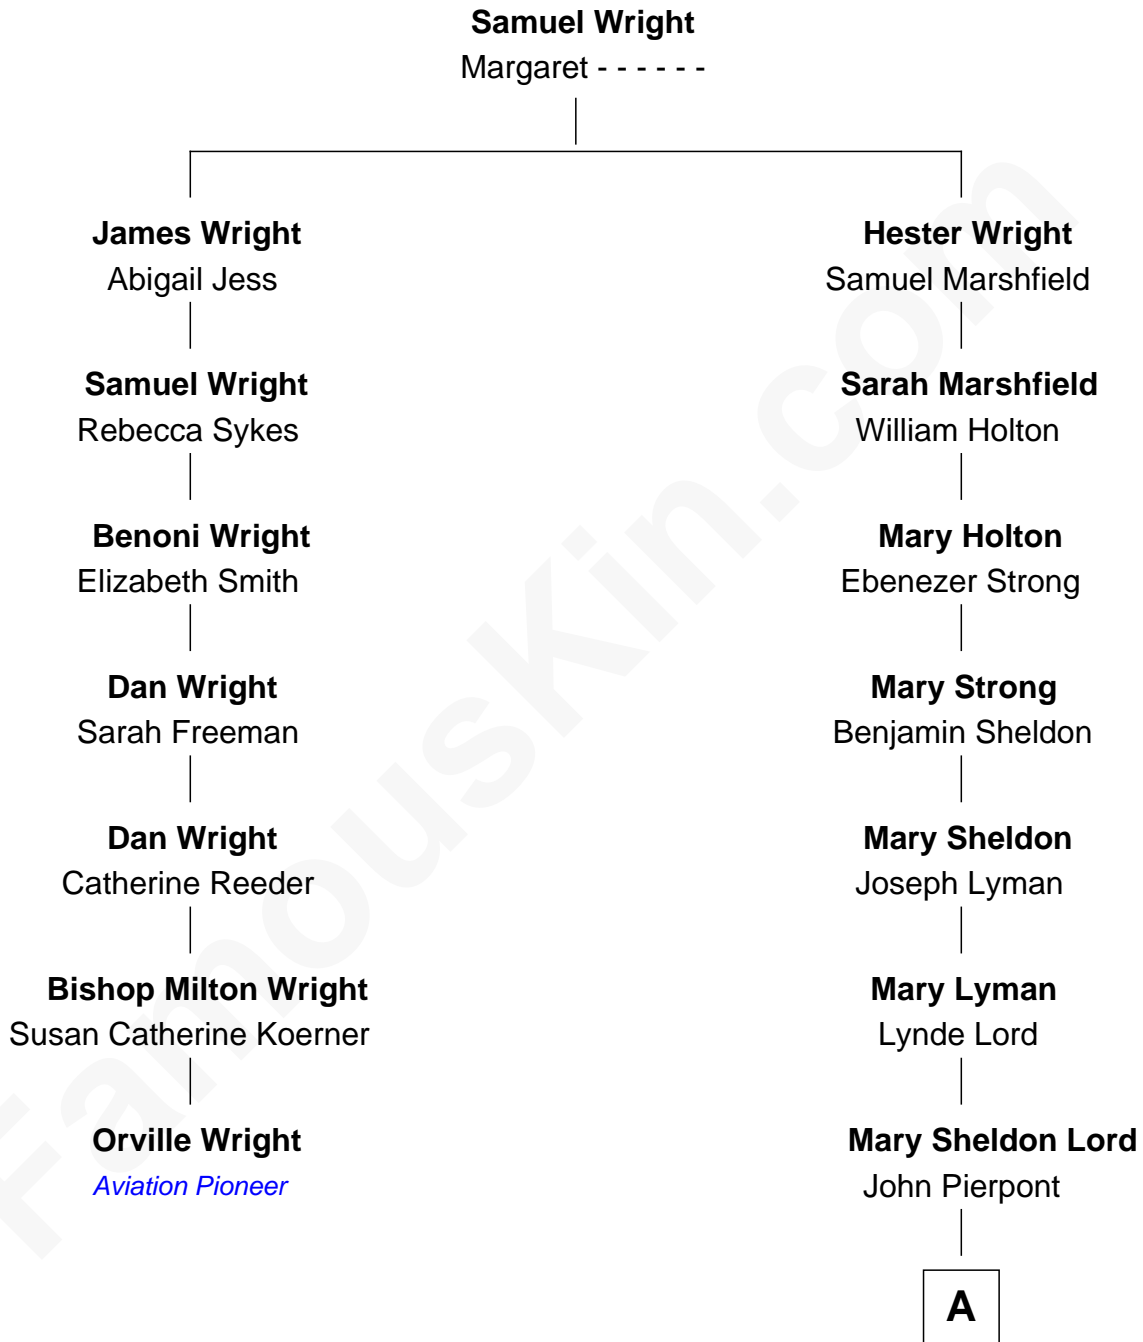 Samuel Wright
Margaret - - - - - -
James Wright
Abigail Jess
Hester Wright
Samuel Marshfield
Samuel Wright
Rebecca Sykes
Sarah Marshfield
William Holton
Benoni Wright
Elizabeth Smith
Mary Holton
Ebenezer Strong
Dan Wright
Sarah Freeman
Mary Strong
Benjamin Sheldon
Dan Wright
Catherine Reeder
Mary Sheldon
Joseph Lyman
Bishop Milton Wright
Susan Catherine Koerner
Mary Lyman
Lynde Lord
Orville Wright
Aviation Pioneer
Mary Sheldon Lord
John Pierpont
A
FamousKin.com